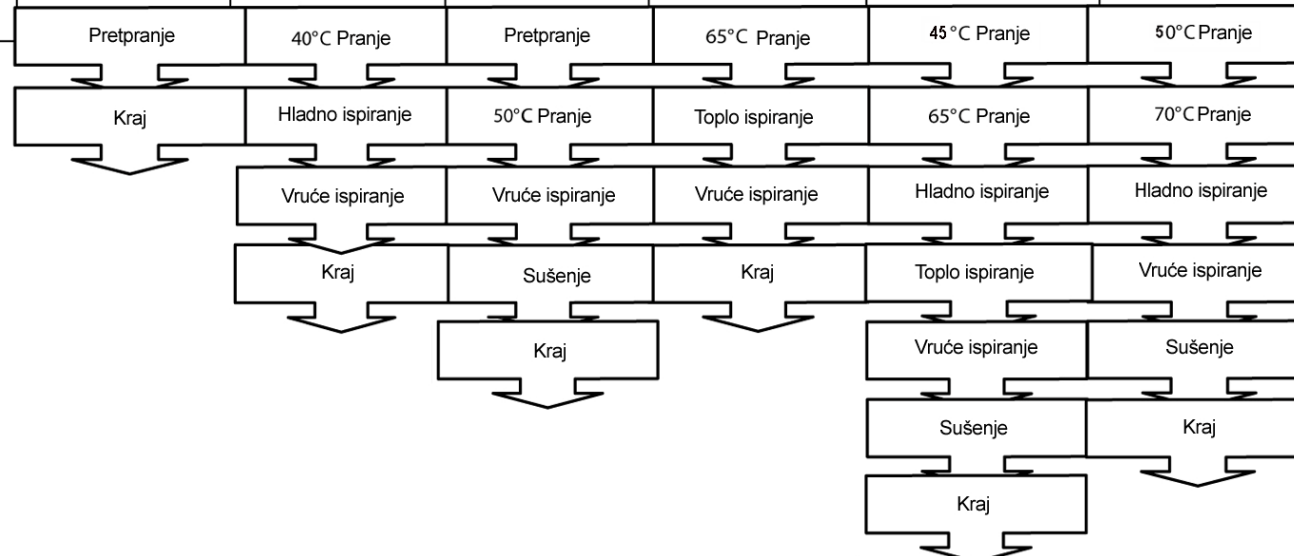 Pretpranje
40°C Pranje
Pretpranje
65°C Pranje
45°C Pranje
50°C Pranje
Kraj
Hladno ispiranje
50°C Pranje
Toplo ispiranje
65°C Pranje
70°C Pranje
Vruće ispiranje
Vruće ispiranje
Vruće ispiranje
Hladno ispiranje
Hladno ispiranje
Kraj
Sušenje
Kraj
Toplo ispiranje
Vruće ispiranje
Kraj
Vruće ispiranje
Sušenje
Sušenje
Kraj
Kraj